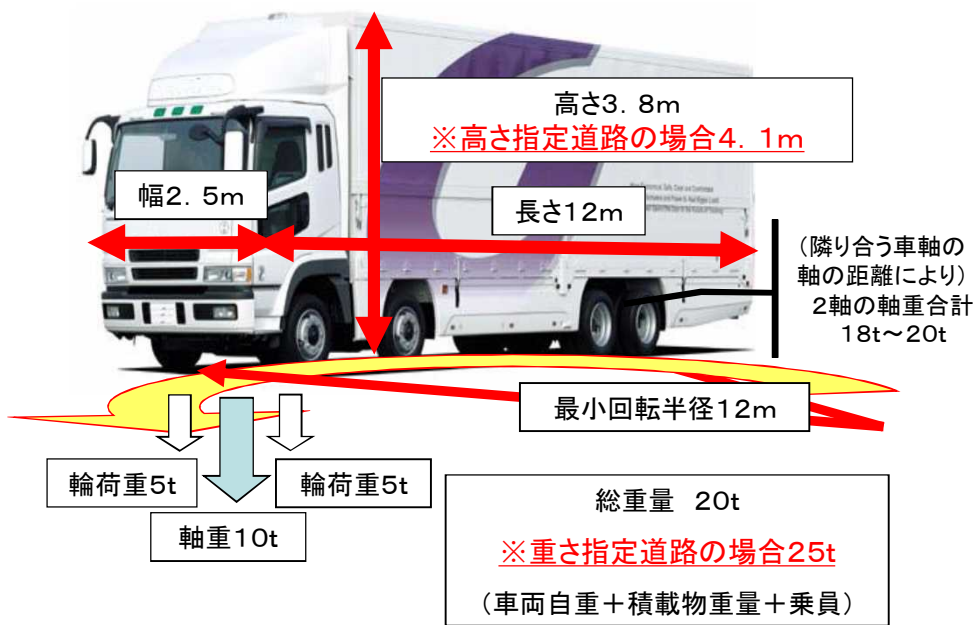 高さ3．8m
※高さ指定道路の場合4．1m
幅2．5m
長さ12m
（隣り合う車軸の
軸の距離により）
2軸の軸重合計
18t～20t
最小回転半径12m
輪荷重5t
輪荷重5t
軸重10t
総重量　20t
※重さ指定道路の場合25t
（車両自重＋積載物重量＋乗員）